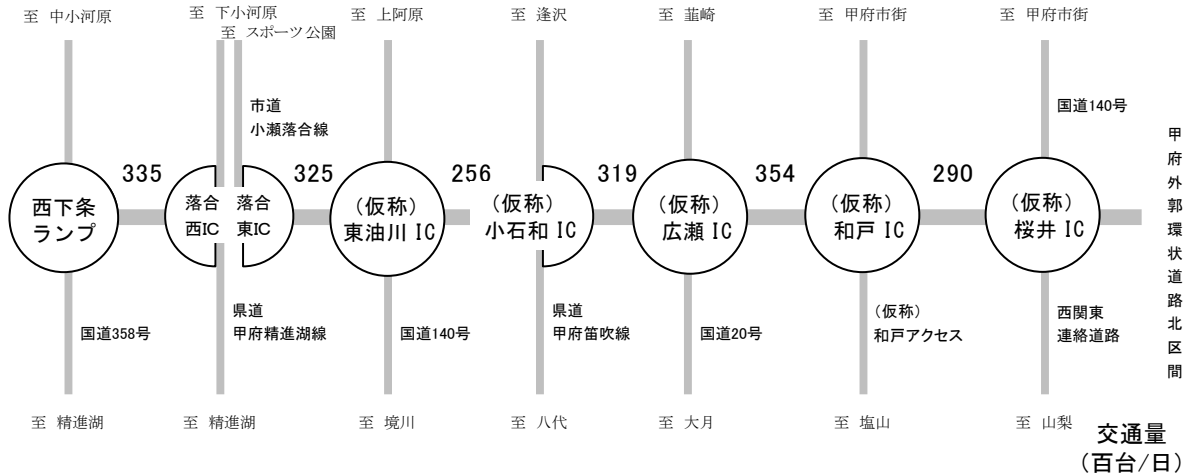 至 中小河原
至 下小河原
至 スポーツ公園
至 上阿原
至 逢沢
至 韮崎
至 甲府市街
至 甲府市街
市道
小瀬落合線
国道140号
335
325
256
319
354
290
西下条
ランプ
落合
西IC
落合
東IC
(仮称)
東油川 IC
(仮称)
小石和 IC
(仮称)
広瀬 IC
(仮称)
和戸 IC
(仮称)
桜井 IC
甲府外郭環状道路北区間
国道358号
県道
甲府精進湖線
国道140号
県道
甲府笛吹線
国道20号
(仮称)
和戸アクセス
西関東
連絡道路
至 精進湖
至 精進湖
至 境川
至 八代
至 大月
至 塩山
至 山梨
交通量
(百台/日)